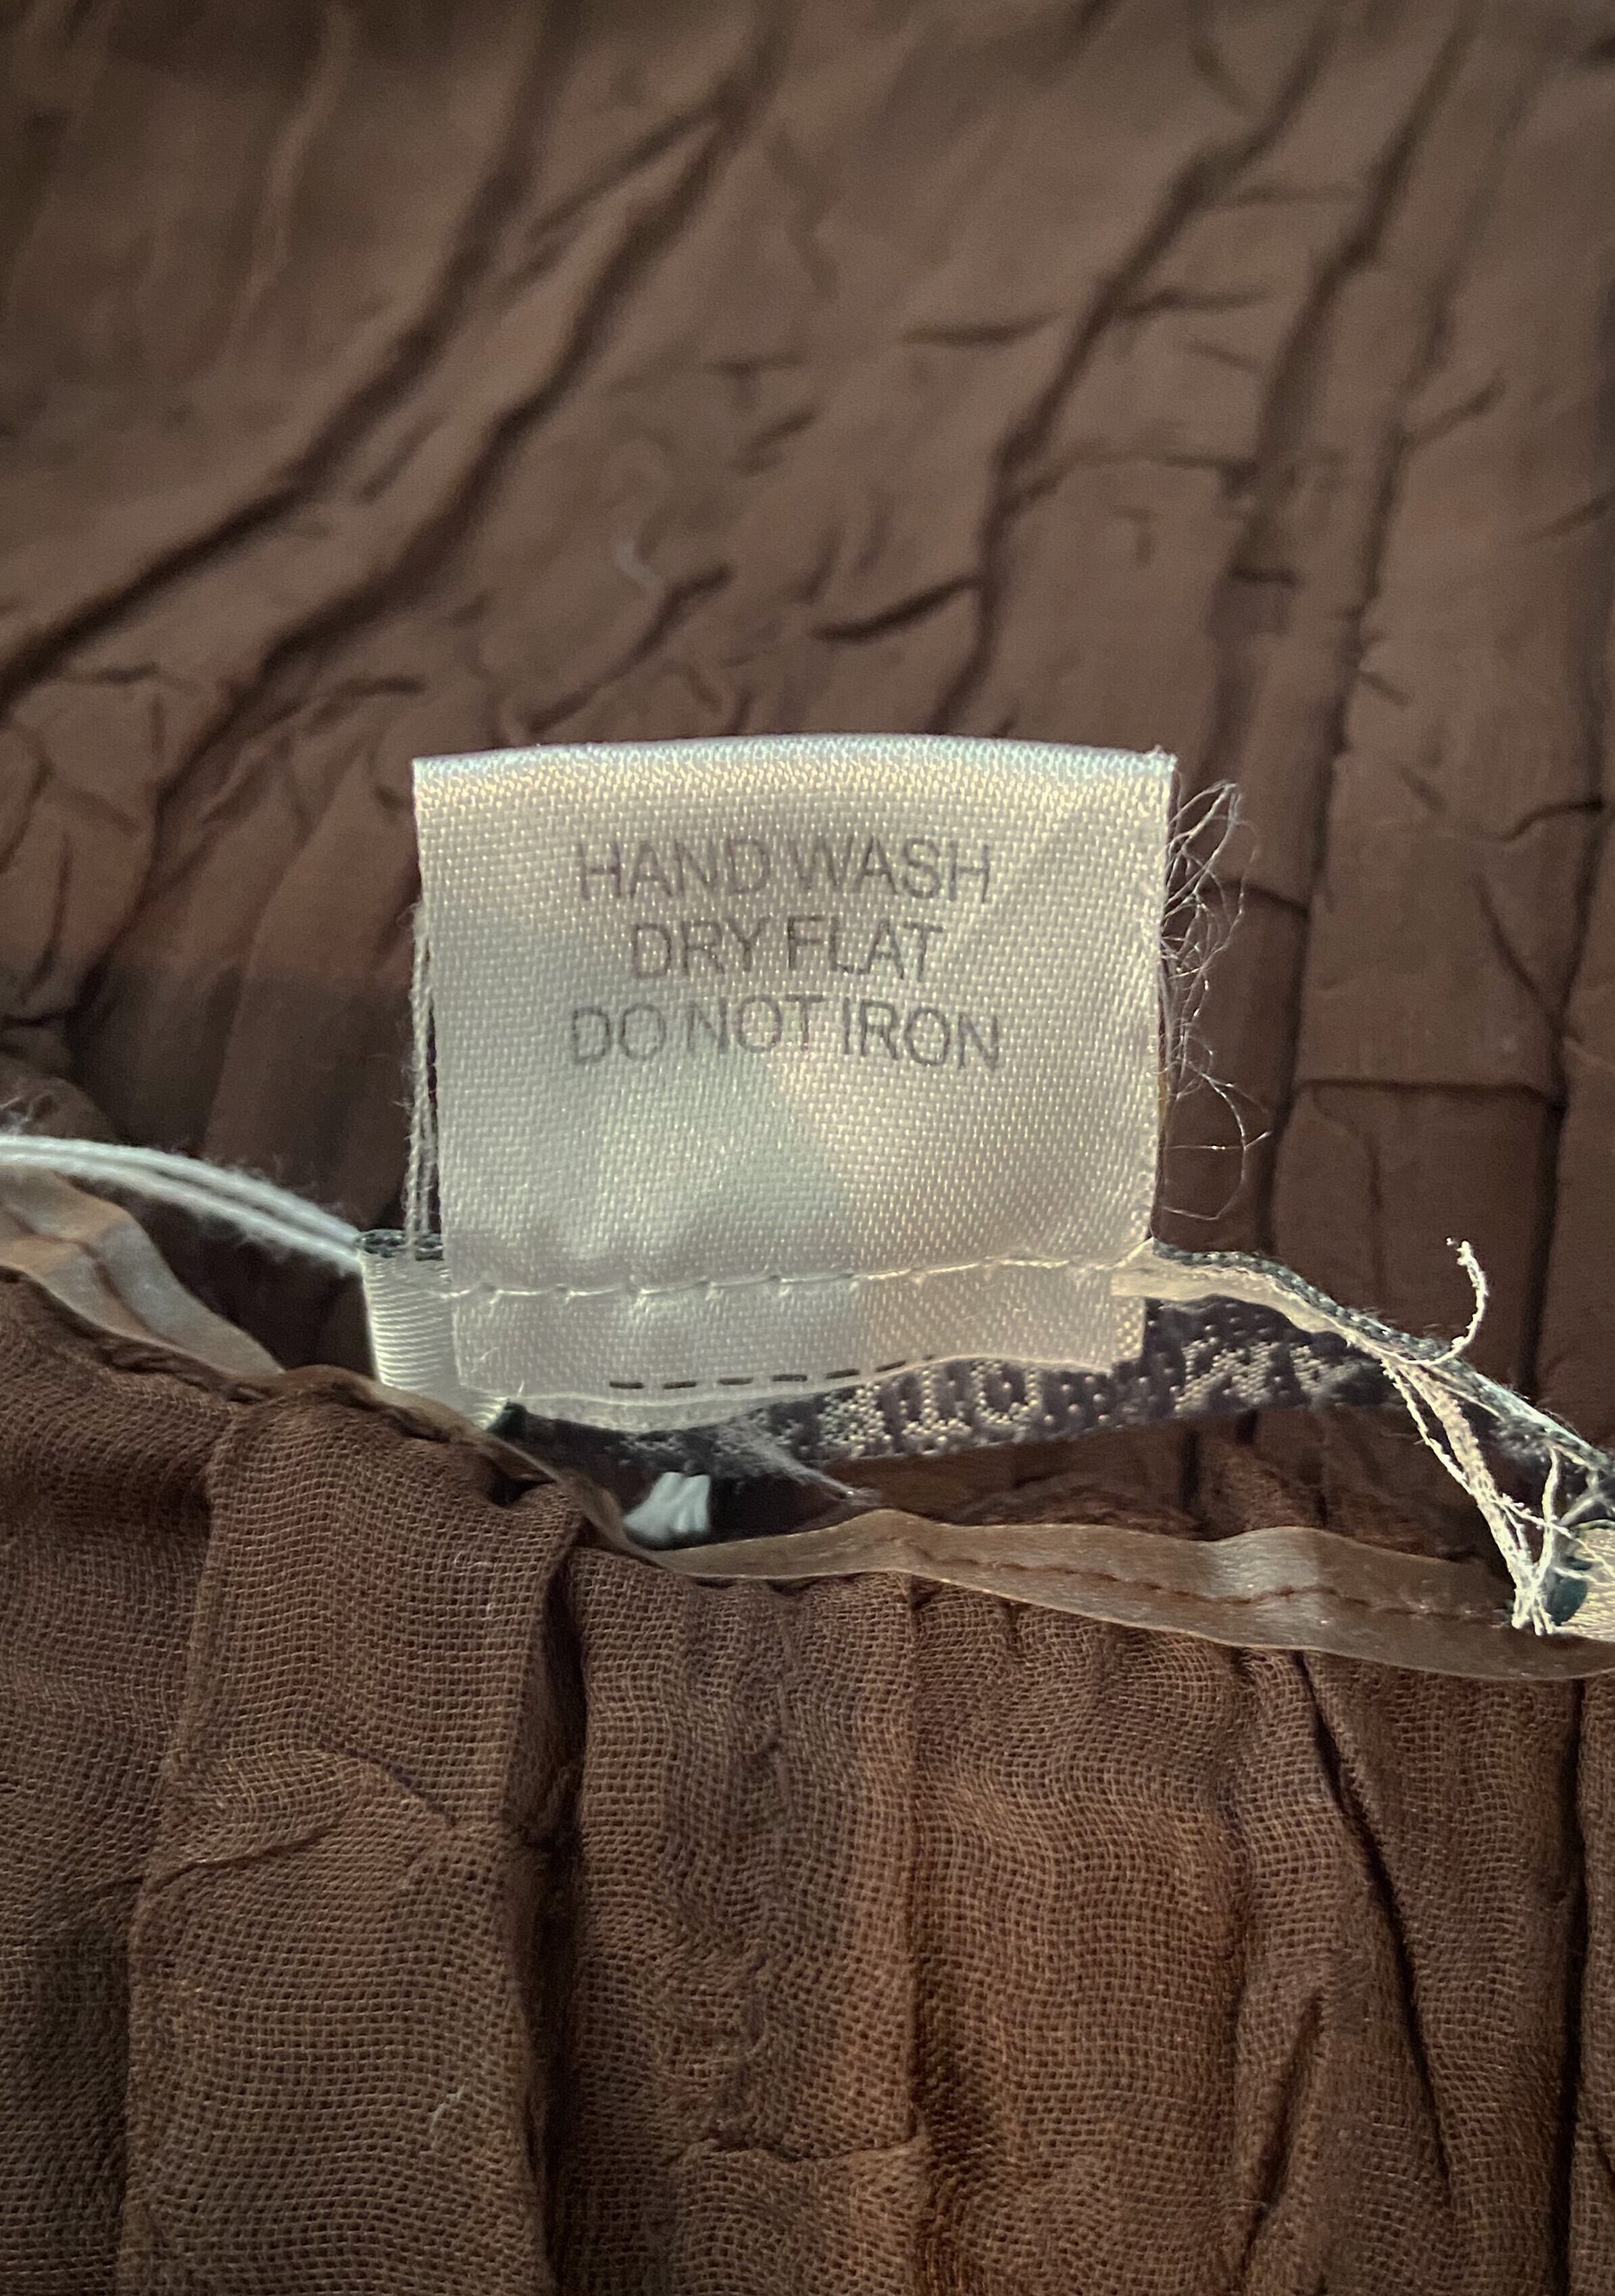 HAND WASH
DRY FLAT
DO NOT IRON